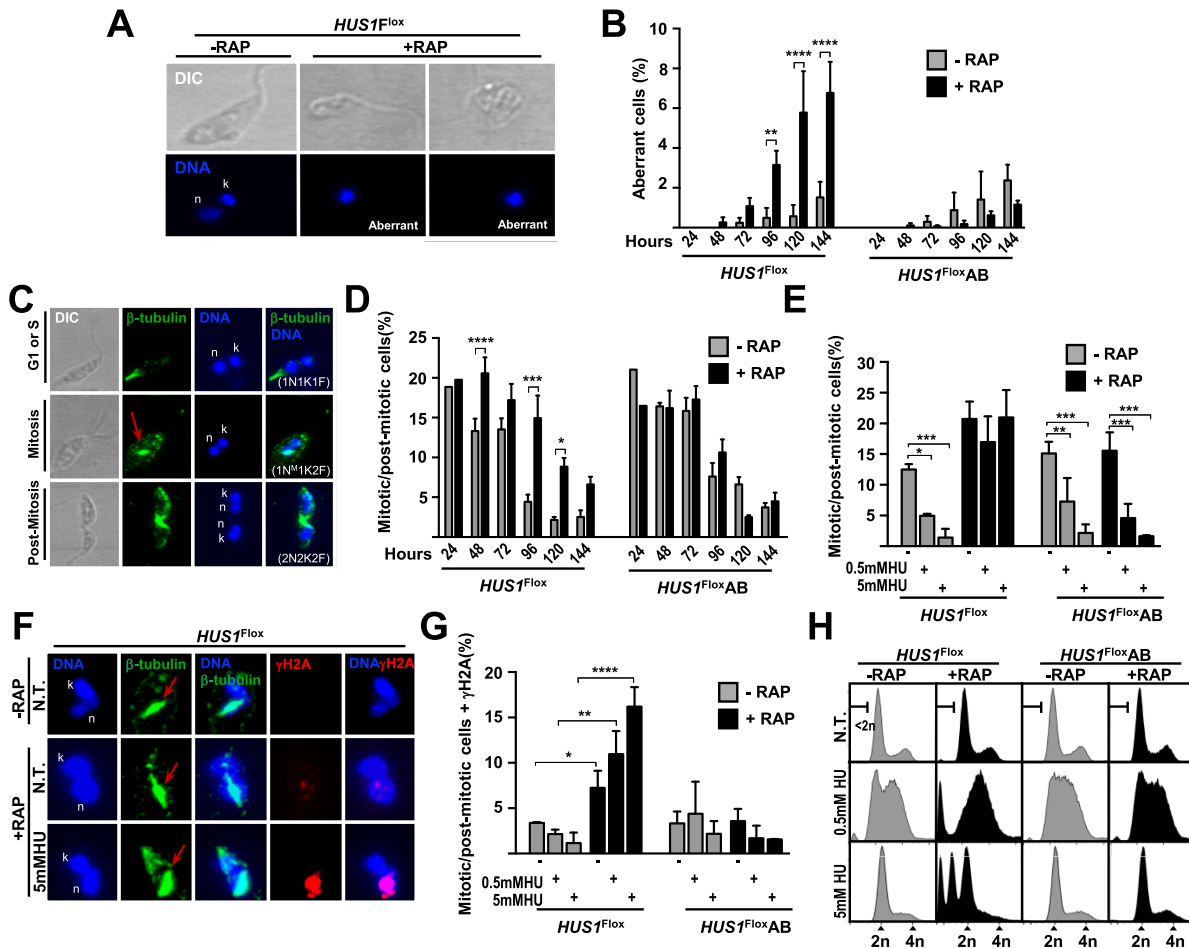 A
HUS1Flox
-RAP
+RAP
DIC
DNA
n
k
Aberrant
Aberrant
B
Aberrant cells (%)
10
8
6
4
2
**
****
****
- RAP
+ RAP
Hours
24 48 72 96 120 144
24 48 72 96 120 144
HUS1Flox
HUS1FloxAB
C
DIC
β-tubulin
DNA
β-tubulin
DNA
G1 or S
n
k
(1N1K1F)
Mitosis
k
n
(1NM1K2F)
Post-Mitosis
k
n
n
k
(2N2K2F)
D
Mitotic/post-mitotic cells(%)
25
20
15
10
5
****
***
*
- RAP
+ RAP
Hours
24 48 72 96 120 144
24 48 72 96 120 144
HUS1Flox
HUS1FloxAB
E
Mitotic/post-mitotic cells(%)
30
25
20
15
10
5
- RAP
+ RAP
***
*
***
**
***
***
- - - -
0.5mMHU + + + +
5mMHU + + + +
HUS1Flox
HUS1FloxAB
F
HUS1Flox
DNA
β-tubulin
DNA
β-tubulin
γH2A
DNAγH2A
-RAP
N.T.
k
n
+RAP
N.T.
k
n
5mMHU
k
n
G
Mitotic/post-mitotic cells + γH2A(%)
20
15
10
5
0
****
**
*
- RAP
+ RAP
- - - -
0.5mMHU + + + +
5mMHU + + + +
HUS1Flox
HUS1FloxAB
H
HUS1Flox
HUS1FloxAB
-RAP
+RAP
-RAP
+RAP
N.T.
<2n
0.5mM HU
5mM HU
2n 4n 2n 4n 2n 4n 2n 4n